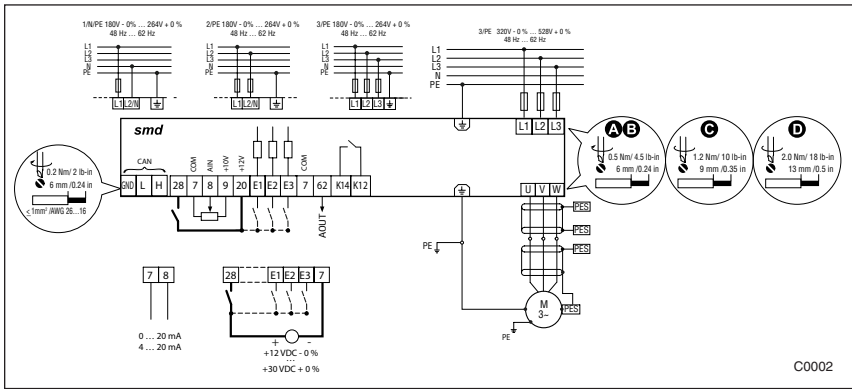 1/N/PE 180V - 0% ... 264V + 0 %
48 Hz ... 62 Hz
L1
L2
L3
N
PE
L1 L2/N
2/PE 180V - 0% ... 264V + 0 %
48 Hz ... 62 Hz
L1
L2
L3
N
PE
L1 L2/N
3/PE 180V - 0% ... 264V + 0 %
48 Hz ... 62 Hz
L1
L2
L3
N
PE
L1 L2 L3
3/PE 320V - 0 % ... 528V + 0 %
48 Hz ... 62 Hz
L1
L2
L3
N
PE
L1 L2 L3
smd
CAN
COM
AIN
+10V
+12V
COM
GND L H 28 7 8 9 20 E1 E2 E3 7 62 K14 K12
AOUT
U V W
0.2 Nm/ 2 lb-in
6 mm /0.24 in
≤1mm² /AWG 26...16
A B
0.5 Nm/ 4.5 lb-in
6 mm /0.24 in
C
1.2 Nm/ 10 lb-in
9 mm /0.35 in
D
2.0 Nm/ 18 lb-in
13 mm /0.5 in
PES
PES
PES
PES
PES
PE
M
3~
PE
7 8
0 ... 20 mA
4 ... 20 mA
28 E1 E2 E3 7
+ -
+12 VDC - 0 %
...
+30 VDC + 0 %
C0002